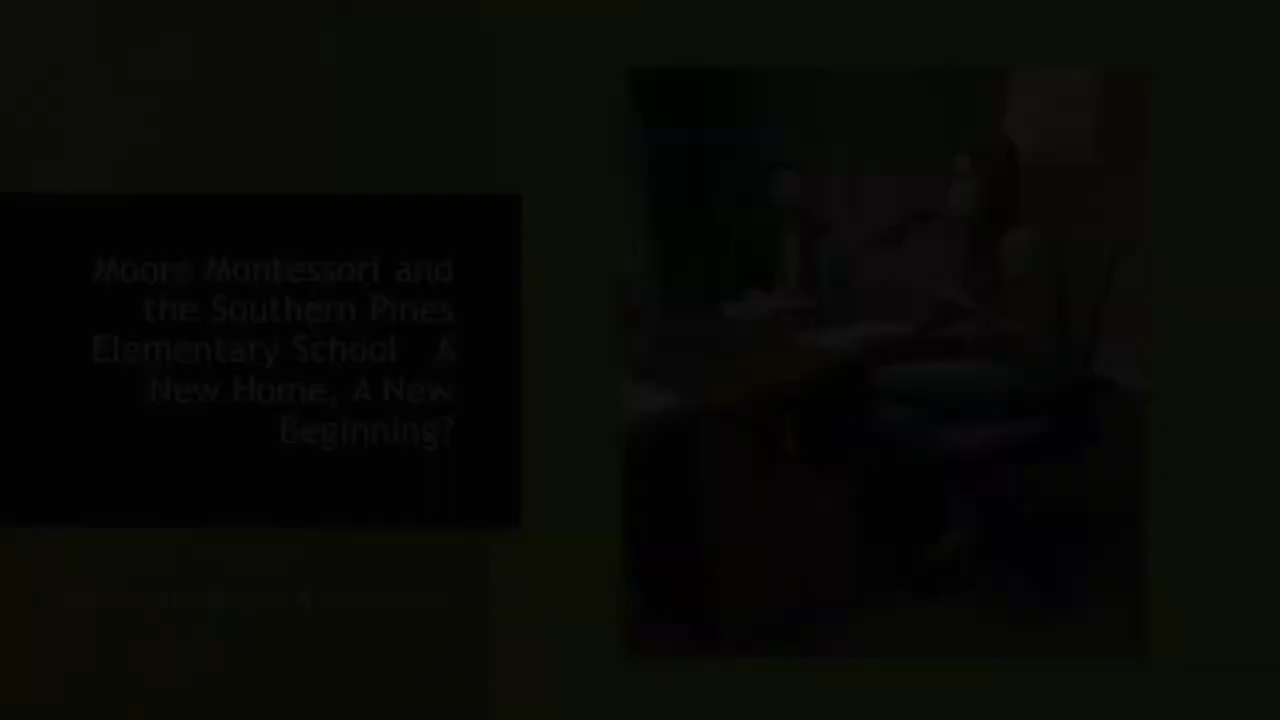 Moore Montessori and
the Southern Pines
Elementary School A
New Home, A New
Beginning?